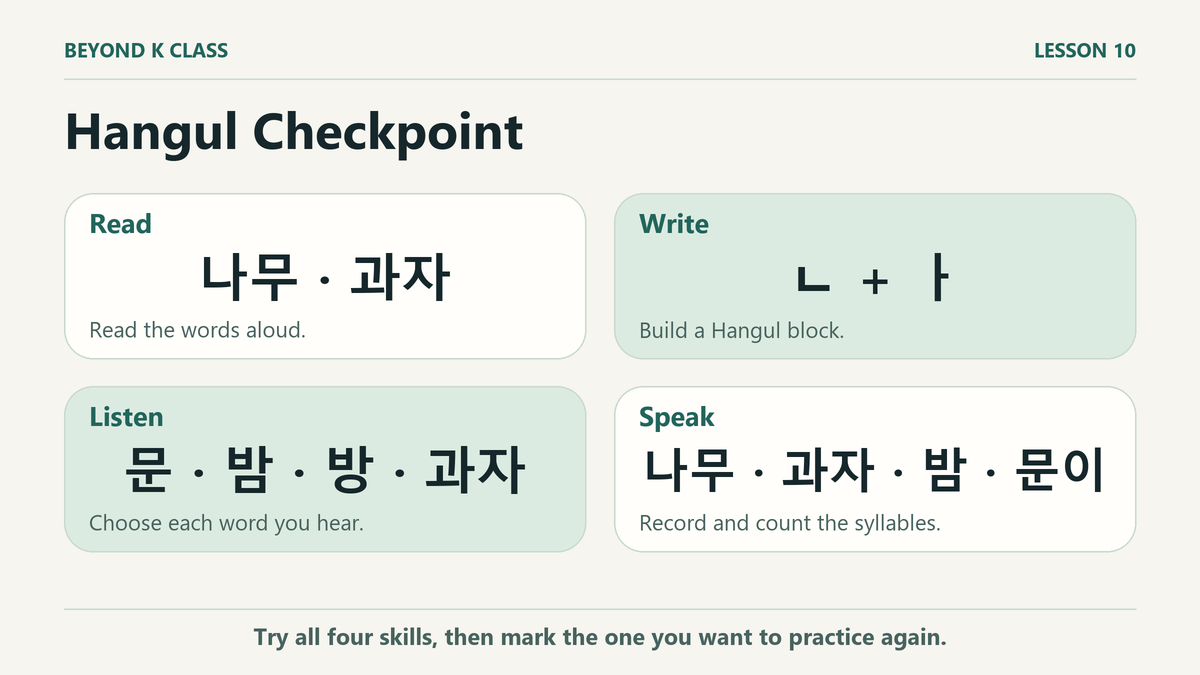 BEYOND K CLASS
LESSON 10
Hangul Checkpoint
Read
나무 · 과자
Read the words aloud.
Write
ㄴ + ㅏ
Build a Hangul block.
Listen
문 · 밤 · 방 · 과자
Choose each word you hear.
Speak
나무 · 과자 · 밤 · 문이
Record and count the syllables.
Try all four skills, then mark the one you want to practice again.